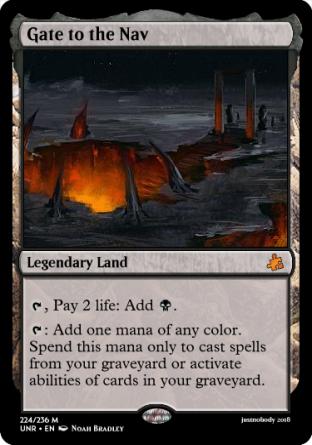 Gate to the Nav
Legendary Land
, Pay 2 life: Add .
: Add one mana of any color.
Spend this mana only to cast spells
from your graveyard or activate
abilities of cards in your graveyard.
224/236 M
UNR • EN Noah Bradley
justnobody 2018